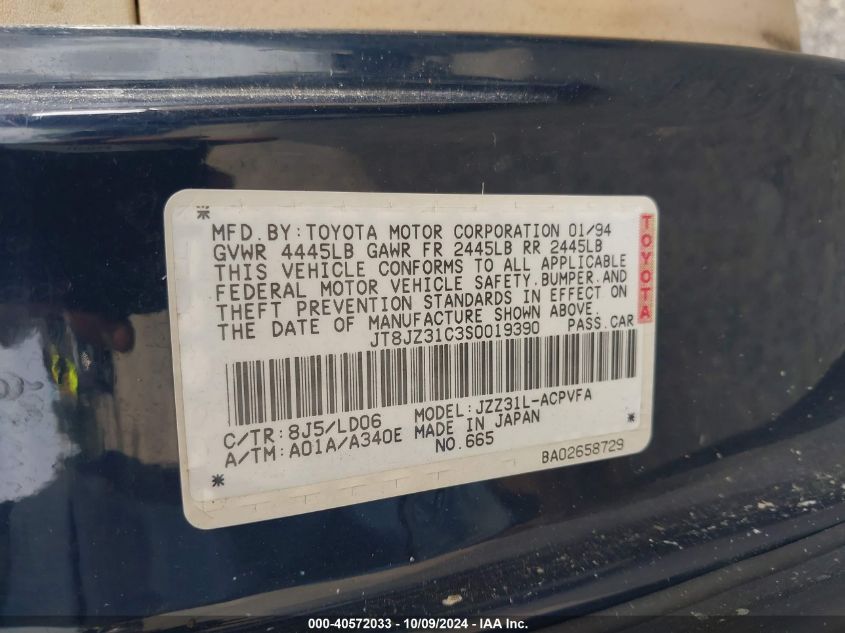 MFD.BY:TOYOTA MOTOR CORPORATION 01/94
GVWR 4445LB GAWR FR 2445LB RR 2445LB
THIS VEHICLE CONFORMS TO ALL APPLICABLE
FEDERAL MOTOR VEHICLE SAFETY.BUMPER.AND
THEFT PREVENTION STANDARDS IN EFFECT ON
THE DATE OF MANUFACTURE SHOWN ABOVE.
JT8JZ31C3S0019390 PASS.CAR
TOYOTA
C/TR:8J5/LD06 MODEL:JZZ31L-ACPVFA
A/TM:A01A/A340E MADE IN JAPAN
NO.665
BA02658729
000-40572033 - 10/09/2024 - IAA Inc.